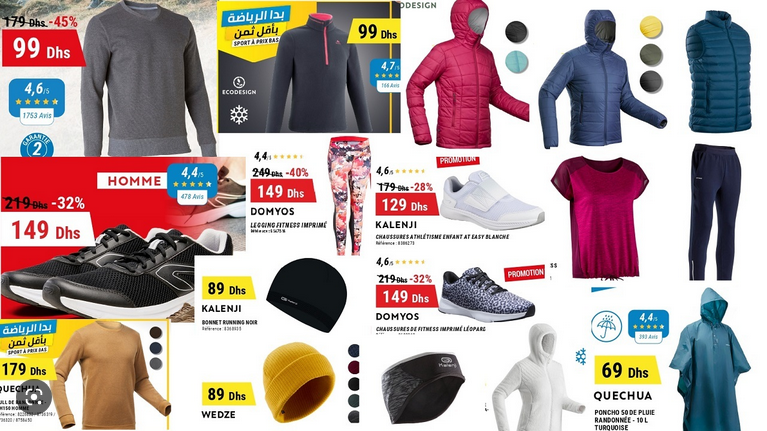 179 Dhs -45%
99 Dhs
4,6/5
1753 Avis
GARANTIE
2
بدا الرياضة
بأقل ثمن
SPORT À PRIX BAS
ECODESIGN
99 Dhs
4,7/5
186 Avis
ECODESIGN
HOMME
4,4/5
478 Avis
219 Dhs -32%
149 Dhs
4,4/5
249 Dhs -40%
149 Dhs
DOMYOS
LEGGING FITNESS IMPRIMÉ
PROMOTION
4,6/5
179 Dhs -28%
129 Dhs
KALENJI
CHAUSSURES ATHLÉTISME ENFANT AT EASY BLANCHE
89 Dhs
KALENJI
BONNET RUNNING NOIR
4,6/5
219 Dhs -32%
149 Dhs
PROMOTION
DOMYOS
CHAUSSURES DE FITNESS IMPRIMÉ LÉOPARD
بدا الرياضة
بأقل ثمن
SPORT À PRIX BAS
179 Dhs
QUECHUA
89 Dhs
WEDZE
4,4/5
393 Avis
69 Dhs
QUECHUA
PONCHO 50 DE PLUIE
RANDONNÉE - 10 L
TURQUOISE